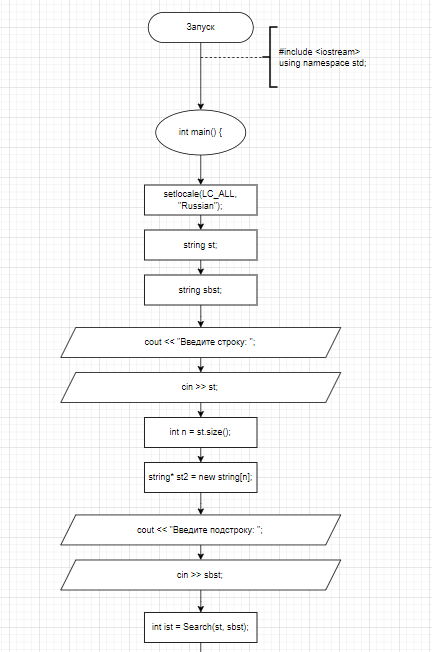 Запуск
#include <iostream>
using namespace std;
int main() {
setlocale(LC_ALL,
"Russian");
string st;
string sbst;
cout << "Введите строку: ";
cin >> st;
int n = st.size();
string* st2 = new string[n];
cout << "Введите подстроку: ";
cin >> sbst;
int ist = Search(st, sbst);